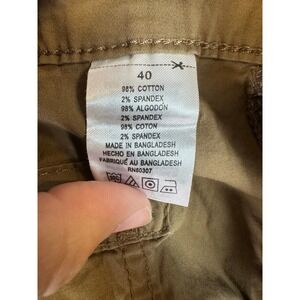 40
98% COTTON
2% SPANDEX
98% ALGODÓN
2% SPANDEX
98% COTON
2% SPANDEX
MADE IN BANGLADESH
HECHO EN BANGLADESH
FABRIQUÉ AU BANGLADESH
RN50307